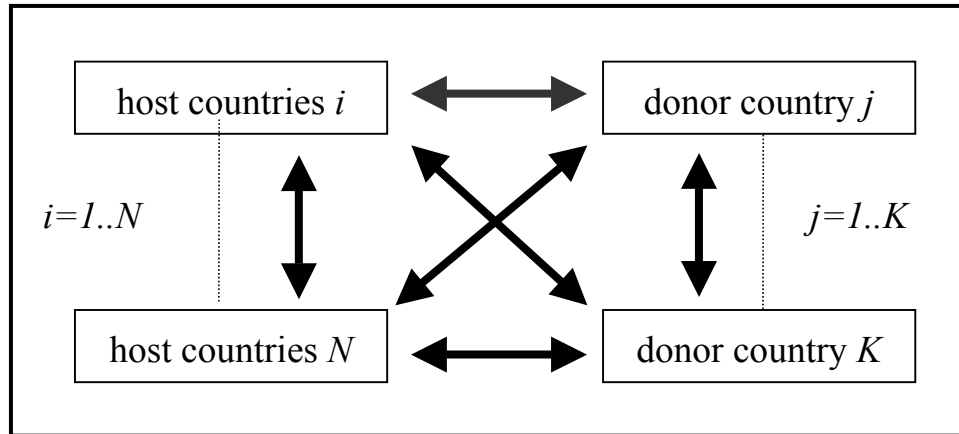 host countries i
donor country j
i=1..N
j=1..K
host countries N
donor country K